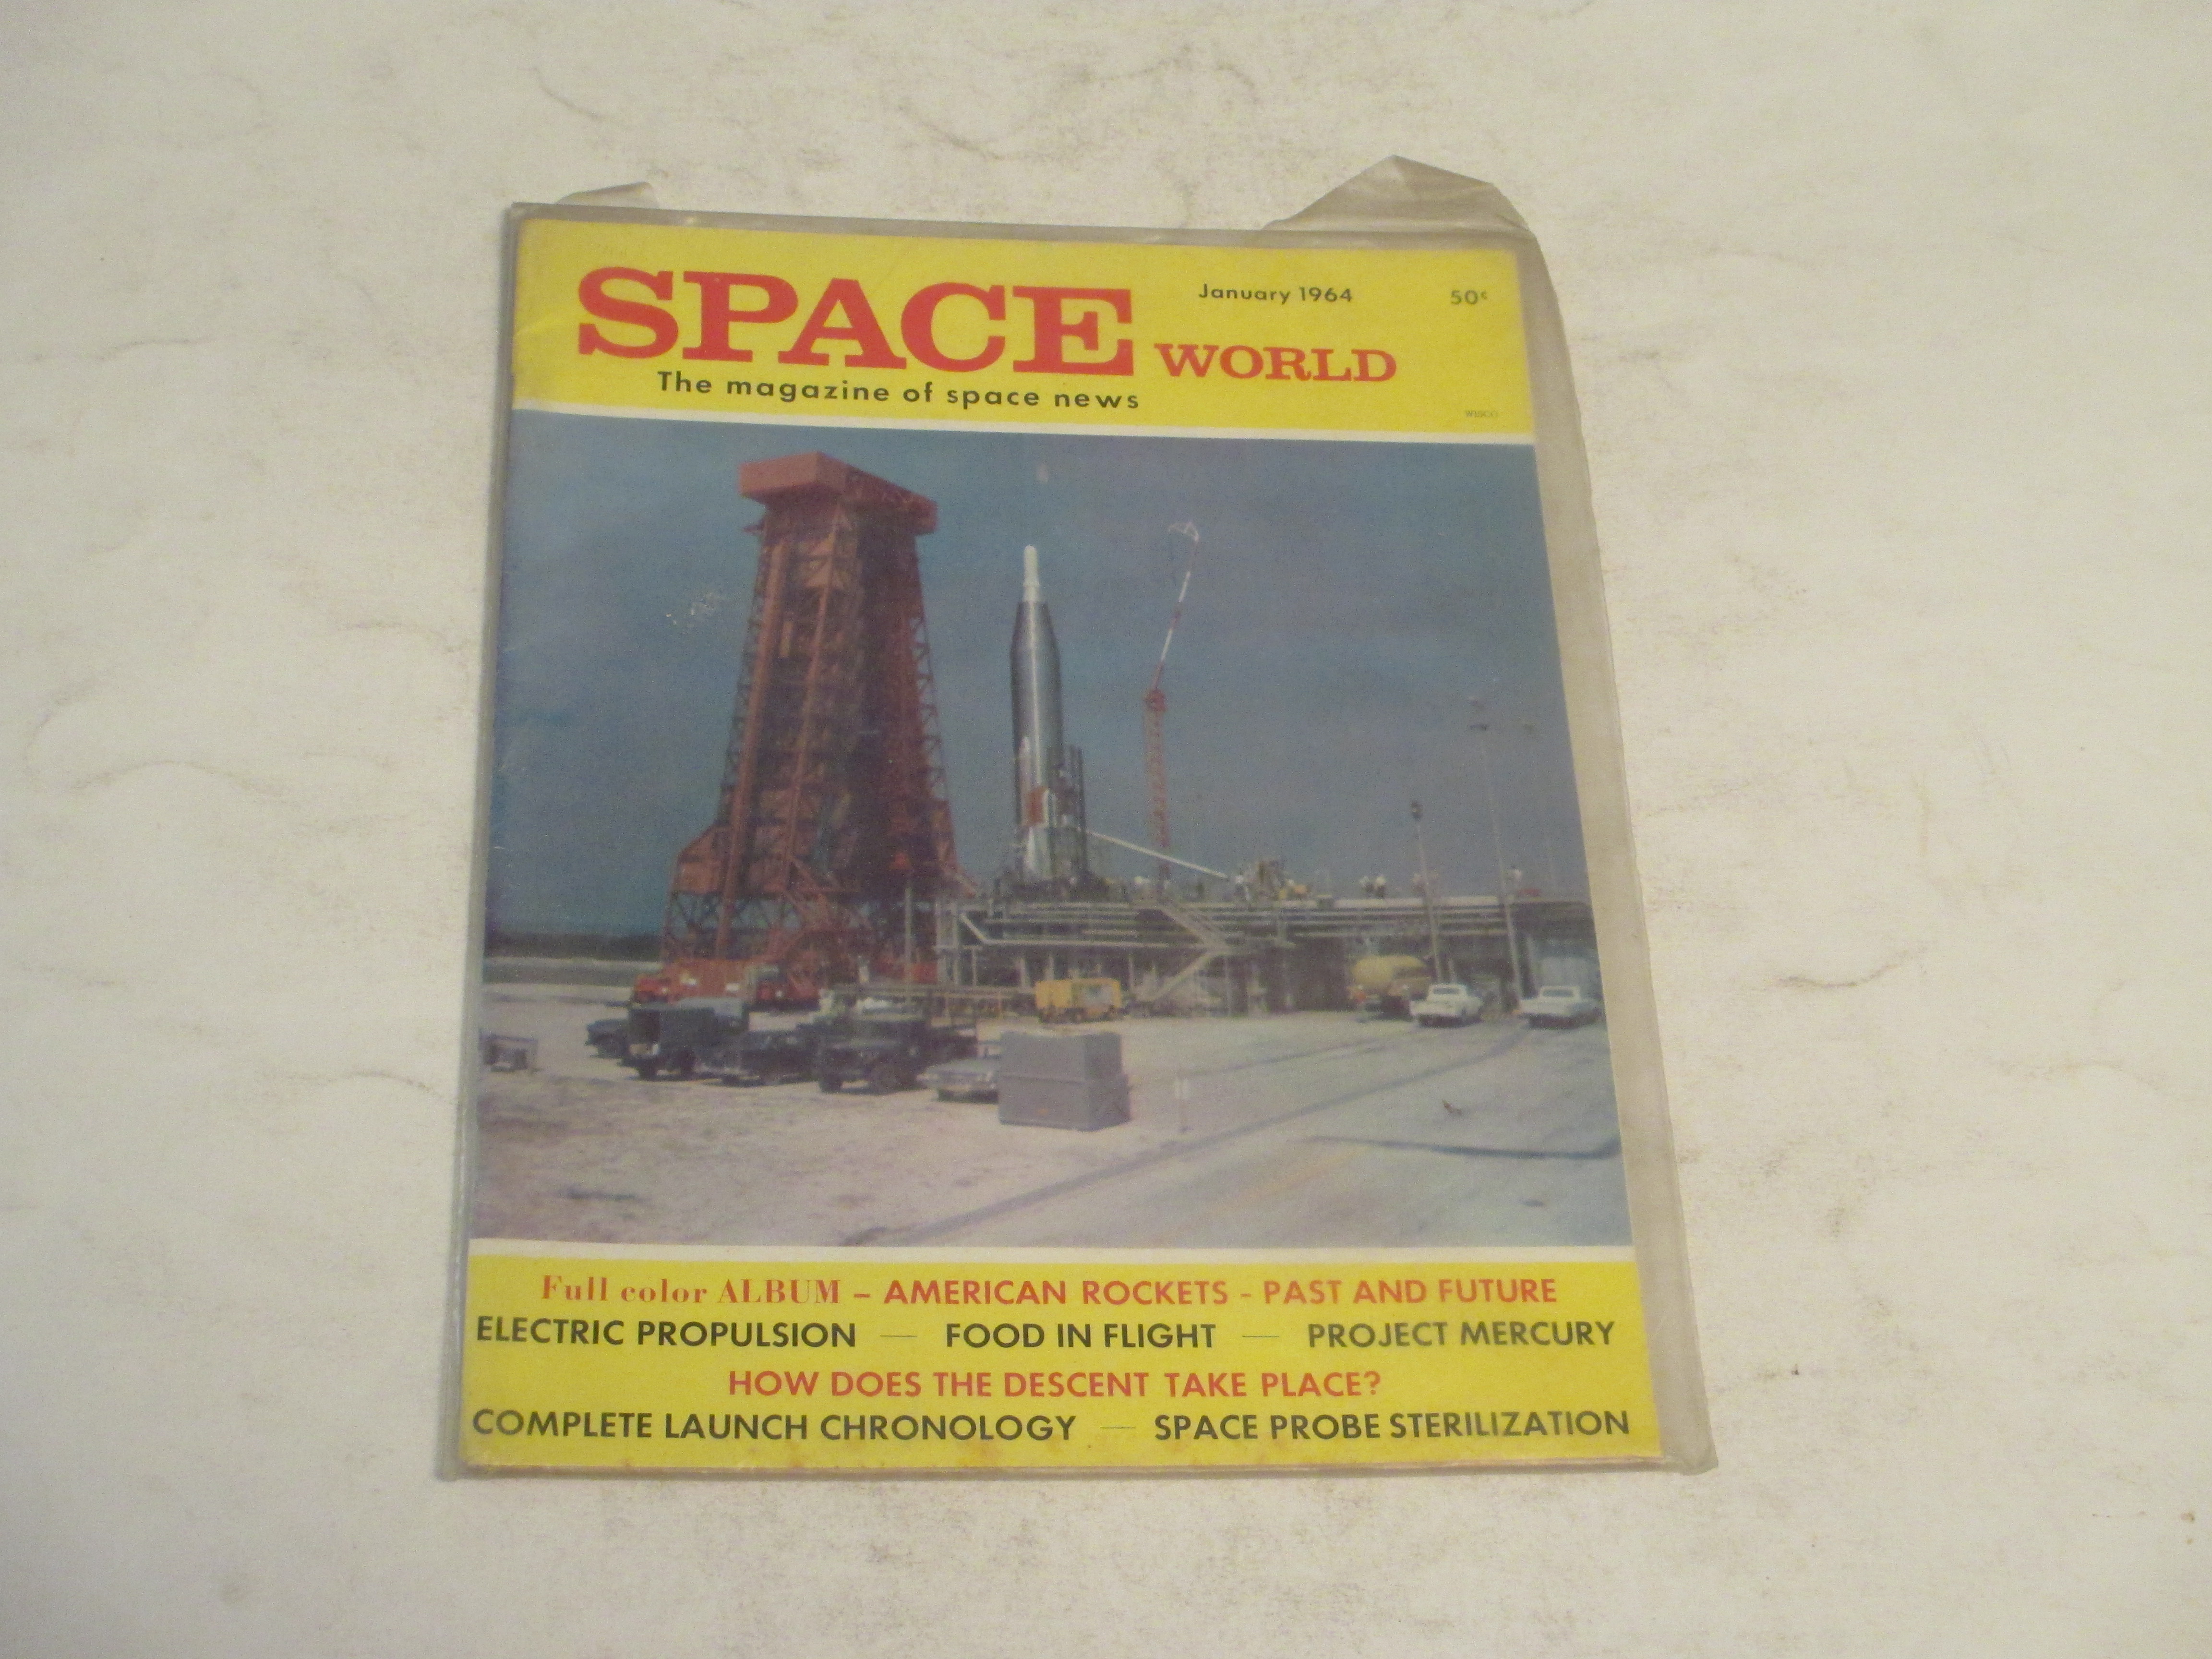 January 1964 50¢
SPACE WORLD
The magazine of space news
WISCO
Full color ALBUM – AMERICAN ROCKETS - PAST AND FUTURE
ELECTRIC PROPULSION — FOOD IN FLIGHT — PROJECT MERCURY
HOW DOES THE DESCENT TAKE PLACE?
COMPLETE LAUNCH CHRONOLOGY — SPACE PROBE STERILIZATION